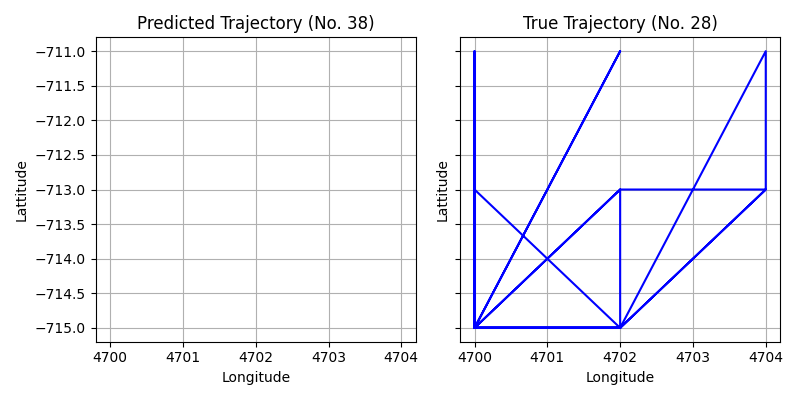 Predicted Trajectory (No. 38)
True Trajectory (No. 28)
Lattitude
−711.0
−711.5
−712.0
−712.5
−713.0
−713.5
−714.0
−714.5
−715.0
4700 4701 4702 4703 4704
Longitude
Lattitude
4700 4701 4702 4703 4704
Longitude